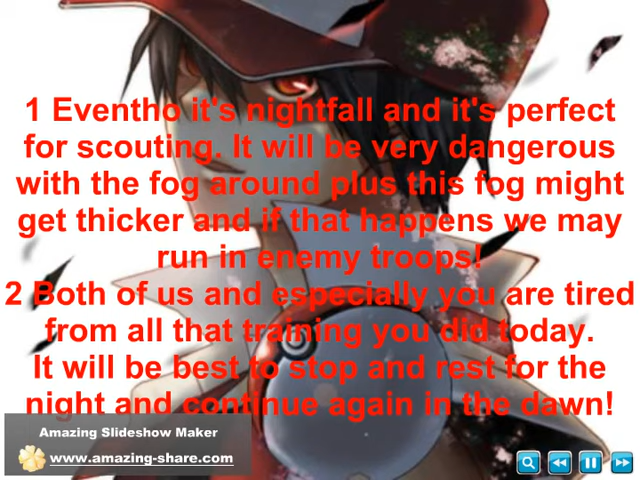 1 Eventho it's nightfall and it's perfect
for scouting. It will be very dangerous
with the fog around plus this fog might
get thicker and if that happens we may
run in enemy troops!
2 Both of us and especially you are tired
from all that training you did today.
It will be best to stop and rest for the
night and continue again in the dawn!
Amazing Slideshow Maker
www.amazing-share.com